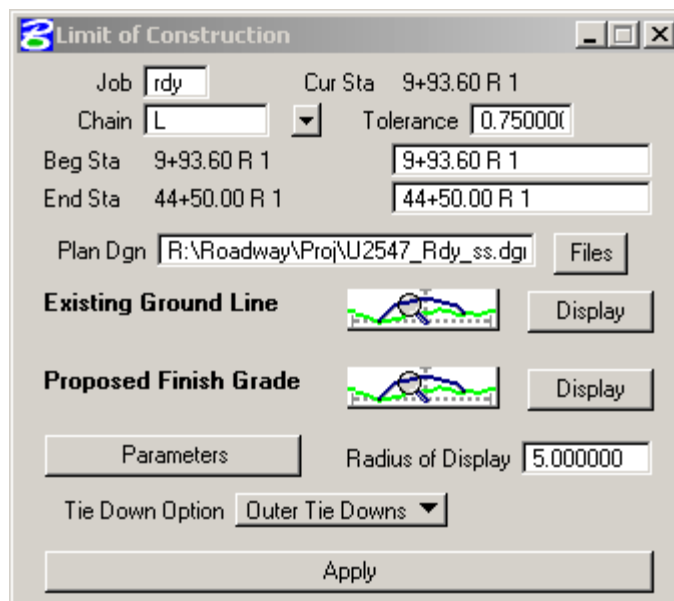 Limit of Construction
Job rdy Cur Sta 9+93.60 R 1
Chain L Tolerance 0.750000
Beg Sta 9+93.60 R 1 9+93.60 R 1
End Sta 44+50.00 R 1 44+50.00 R 1
Plan Dgn R:\Roadway\Proj\U2547_Rdy_ss.dgn Files
Existing Ground Line Display
Proposed Finish Grade Display
Parameters Radius of Display 5.000000
Tie Down Option Outer Tie Downs
Apply